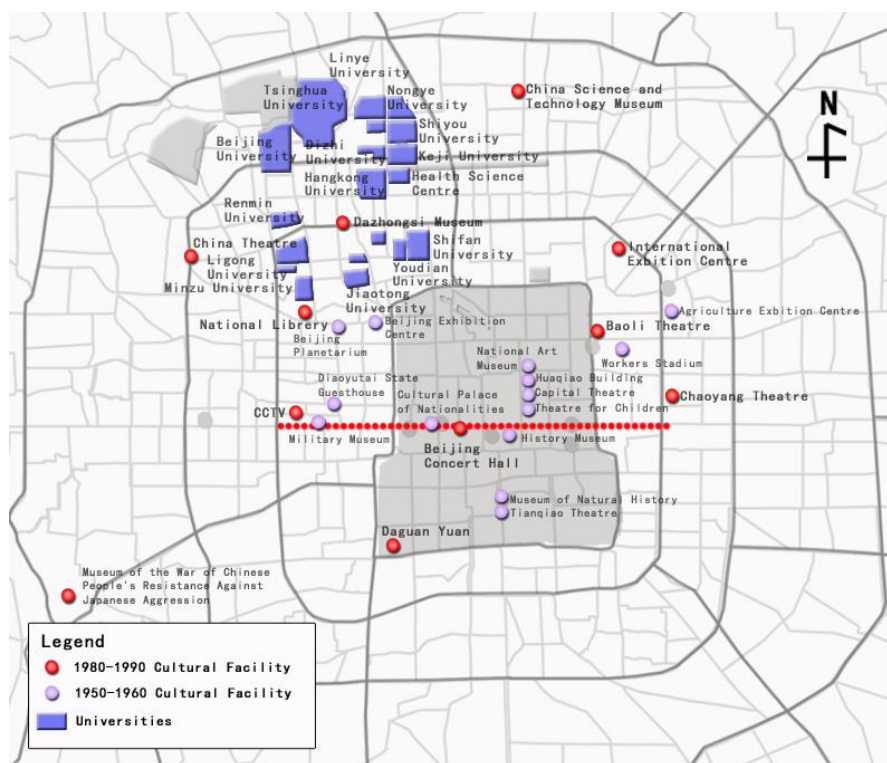 Linye
University
Tsinghua
University
Nongye
University
China Science and
Technology Museum
N
Shiyou
University
Beijing
University
Dizhi
University
Keji University
Hangkong
University
Health Science
Centre
Renmin
University
Dazhongsi Museum
China Theatre
Shifan
University
International
Exbition Centre
Ligong
University
Minzu University
Youdian
University
Jiaotong
University
Agriculture Exbition Centre
National Librery
Beijing Exhibition
Centre
Baoli Theatre
Beijing
Planetarium
National Art
Museum
Workers Stadium
Diaoyutai State
Guesthouse
Huaqiao Building
Cultural Palace
of Nationalities
Capital Theatre
Chaoyang Theatre
Theatre for Children
CCTV
Military Museum
History Museum
Beijing
Concert Hall
Museum of Natural History
Tianqiao Theatre
Daguan Yuan
Museum of the War of Chinese
People's Resistance Against
Japanese Aggression
Legend
1980-1990 Cultural Facility
1950-1960 Cultural Facility
Universities